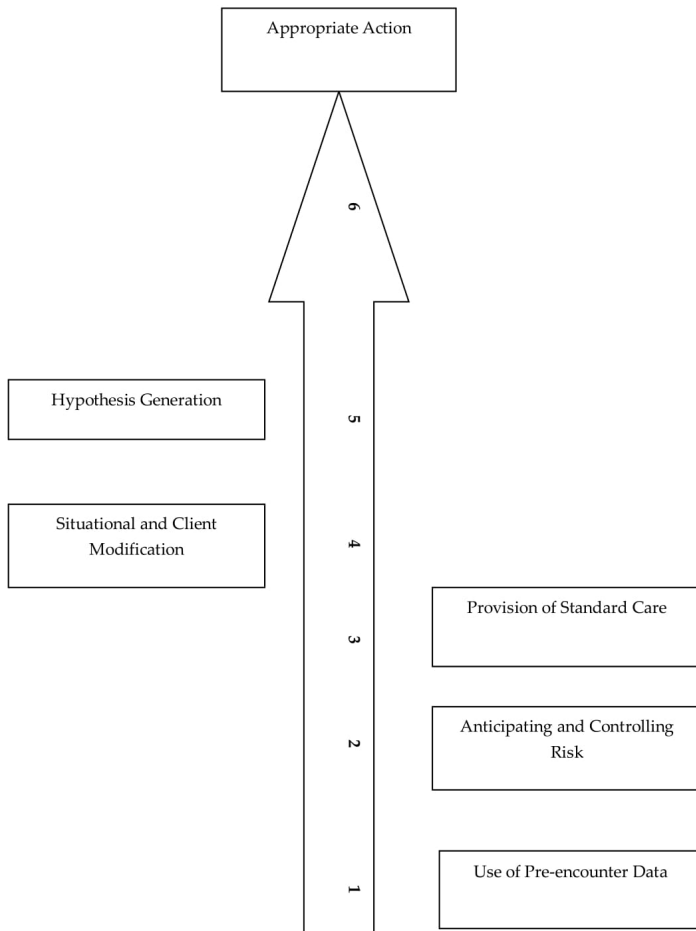 Appropriate Action
6
Hypothesis Generation
5
Situational and Client
Modification
4
Provision of Standard Care
3
Anticipating and Controlling
Risk
2
Use of Pre-encounter Data
1